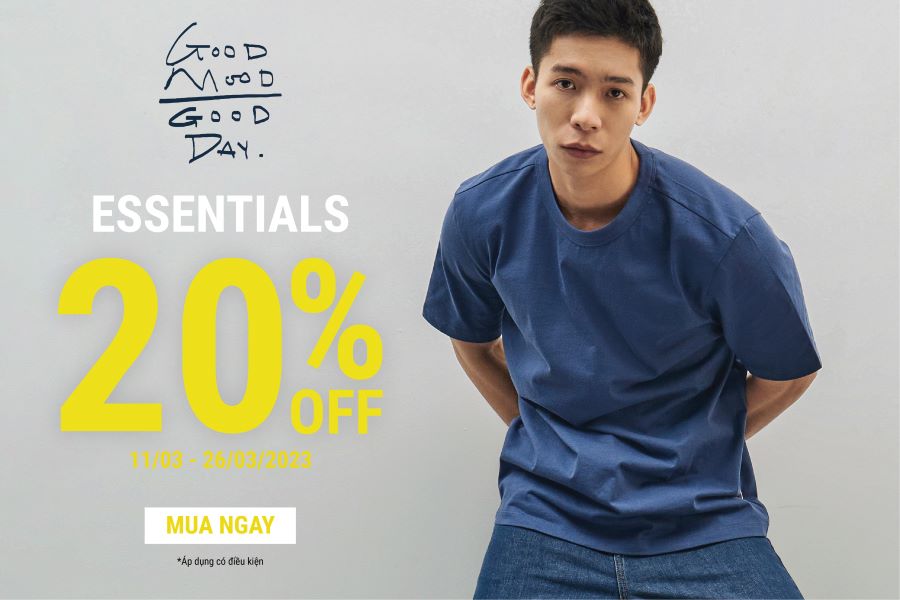 GOOD
MOOD
GOOD
DAY.
ESSENTIALS
20%
OFF
11/03 - 26/03/2023
MUA NGAY
*Áp dụng có điều kiện